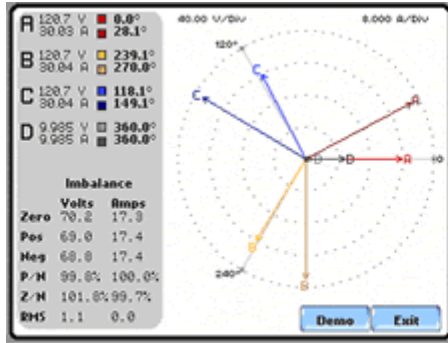 40.00 V/Div 8.000 A/Div
A 120.7 V 0.0°
30.03 A 28.1°
B 120.7 V 239.1°
30.04 A 270.0°
C 120.7 V 118.1°
30.04 A 149.1°
D 9.985 V 360.0°
9.985 A 360.0°
Imbalance
Volts Amps
Zero 70.2 17.3
Pos 69.0 17.4
Neg 68.8 17.4
P/N 99.8% 100.0%
Z/N 101.8% 99.7%
RMS 1.1 0.0
120°
C
C
A
D D A 0
B
240°
B
Demo Exit